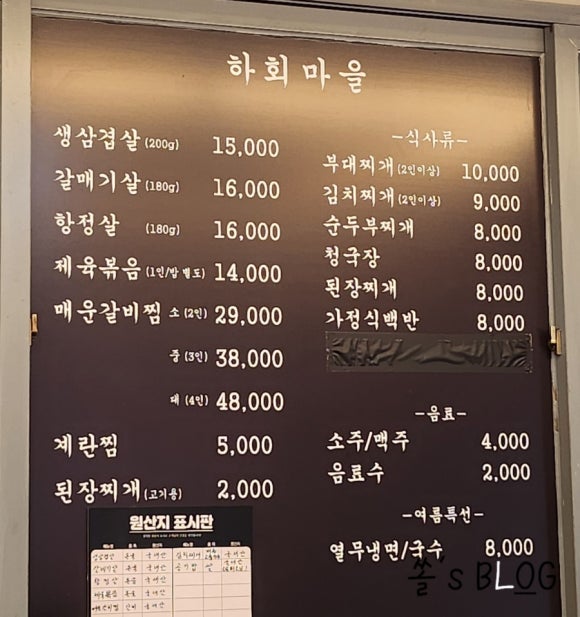 하회마을
생삼겹살 (200g) 15,000
갈매기살 (180g) 16,000
항정살 (180g) 16,000
제육볶음 (1인/밥 별도) 14,000
매운갈비찜 소 (2인) 29,000
중 (3인) 38,000
대 (4인) 48,000
계란찜 5,000
된장찌개 (고기용) 2,000
-식사류-
부대찌개 (2인이상) 10,000
김치찌개 (2인이상) 9,000
순두부찌개 8,000
청국장 8,000
된장찌개 8,000
가정식백반 8,000
-음료-
소주/맥주 4,000
음료수 2,000
-여름특선-
열무냉면/국수 8,000
원산지 표시판
쏠's BLOG